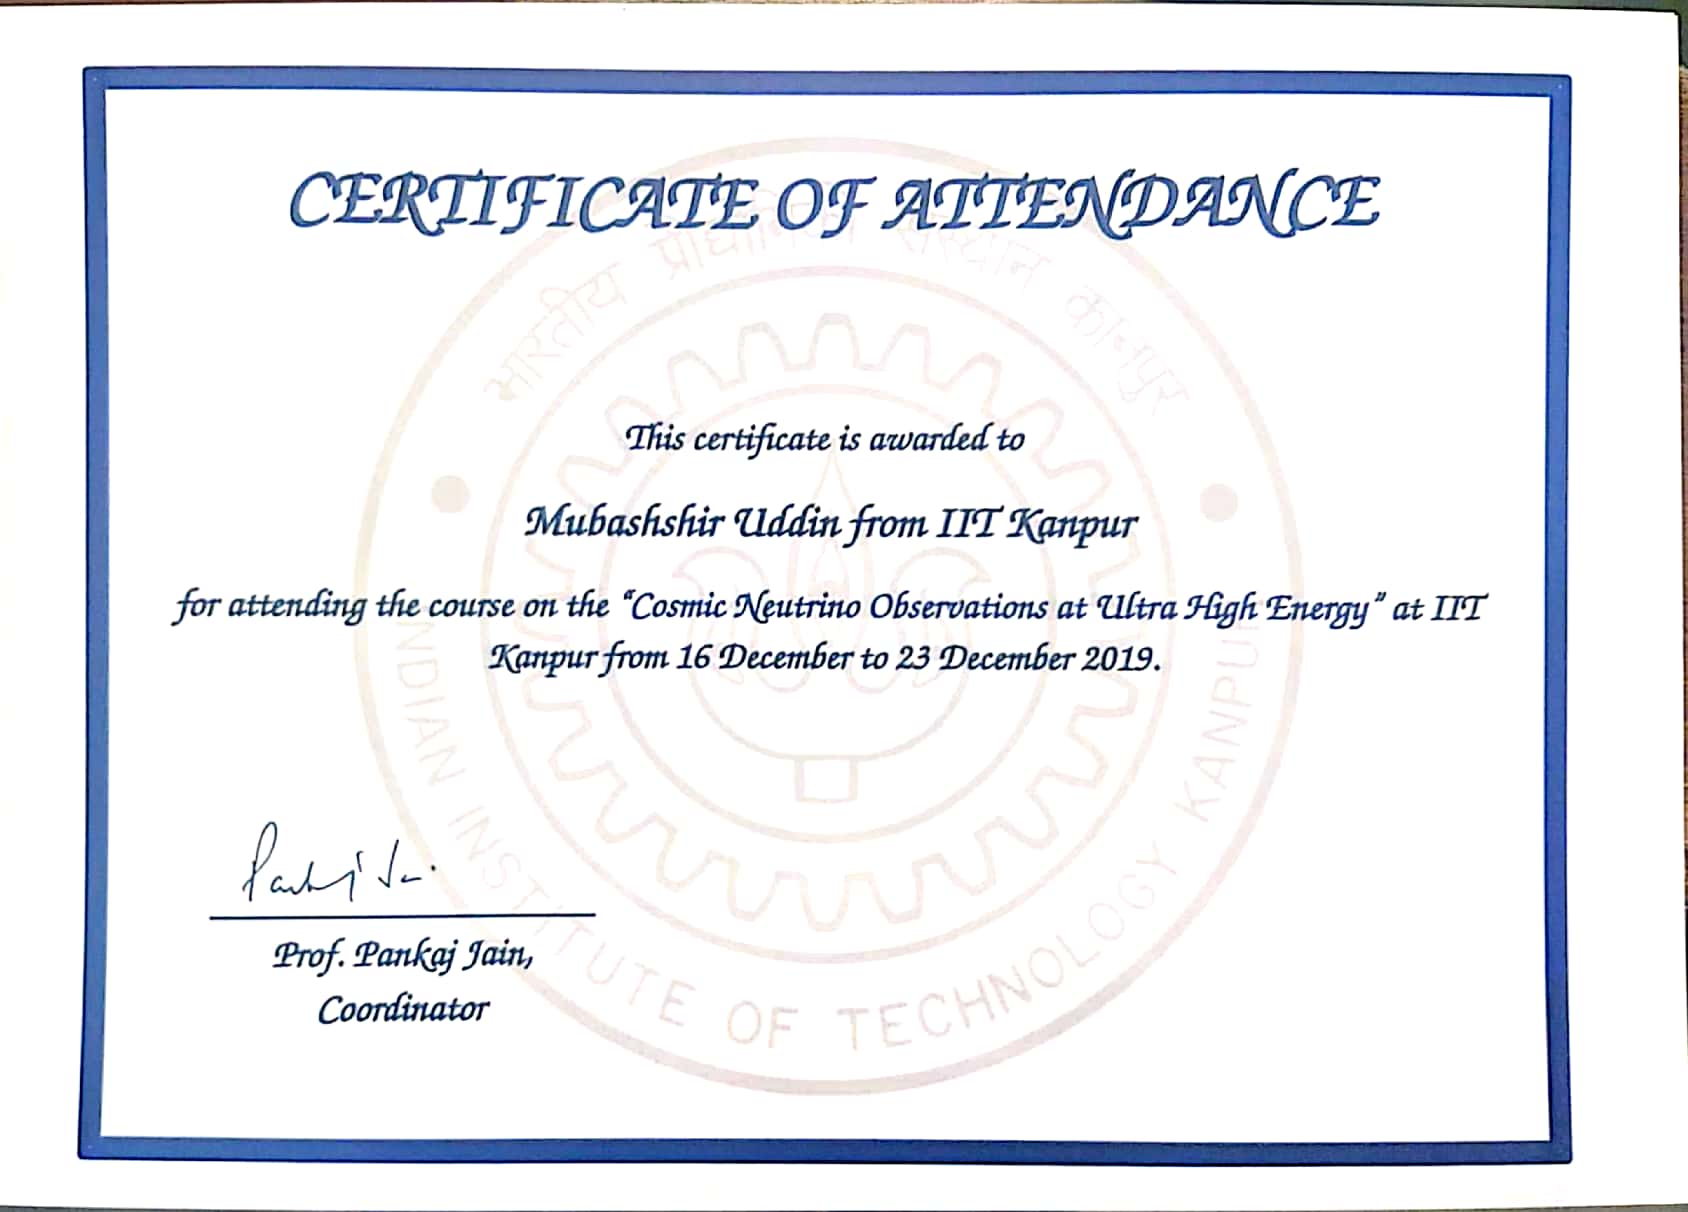 CERTIFICATE OF ATTENDANCE
भारतीय प्रौद्योगिकी संस्थान कानपुर
This certificate is awarded to
Mubashshir Uddin from IIT Kanpur
for attending the course on the "Cosmic Neutrino Observations at Ultra High Energy" at IIT
Kanpur from 16 December to 23 December 2019.
Pankaj Jain
Prof. Pankaj Jain,
Coordinator
INDIAN INSTITUTE OF TECHNOLOGY KANPUR